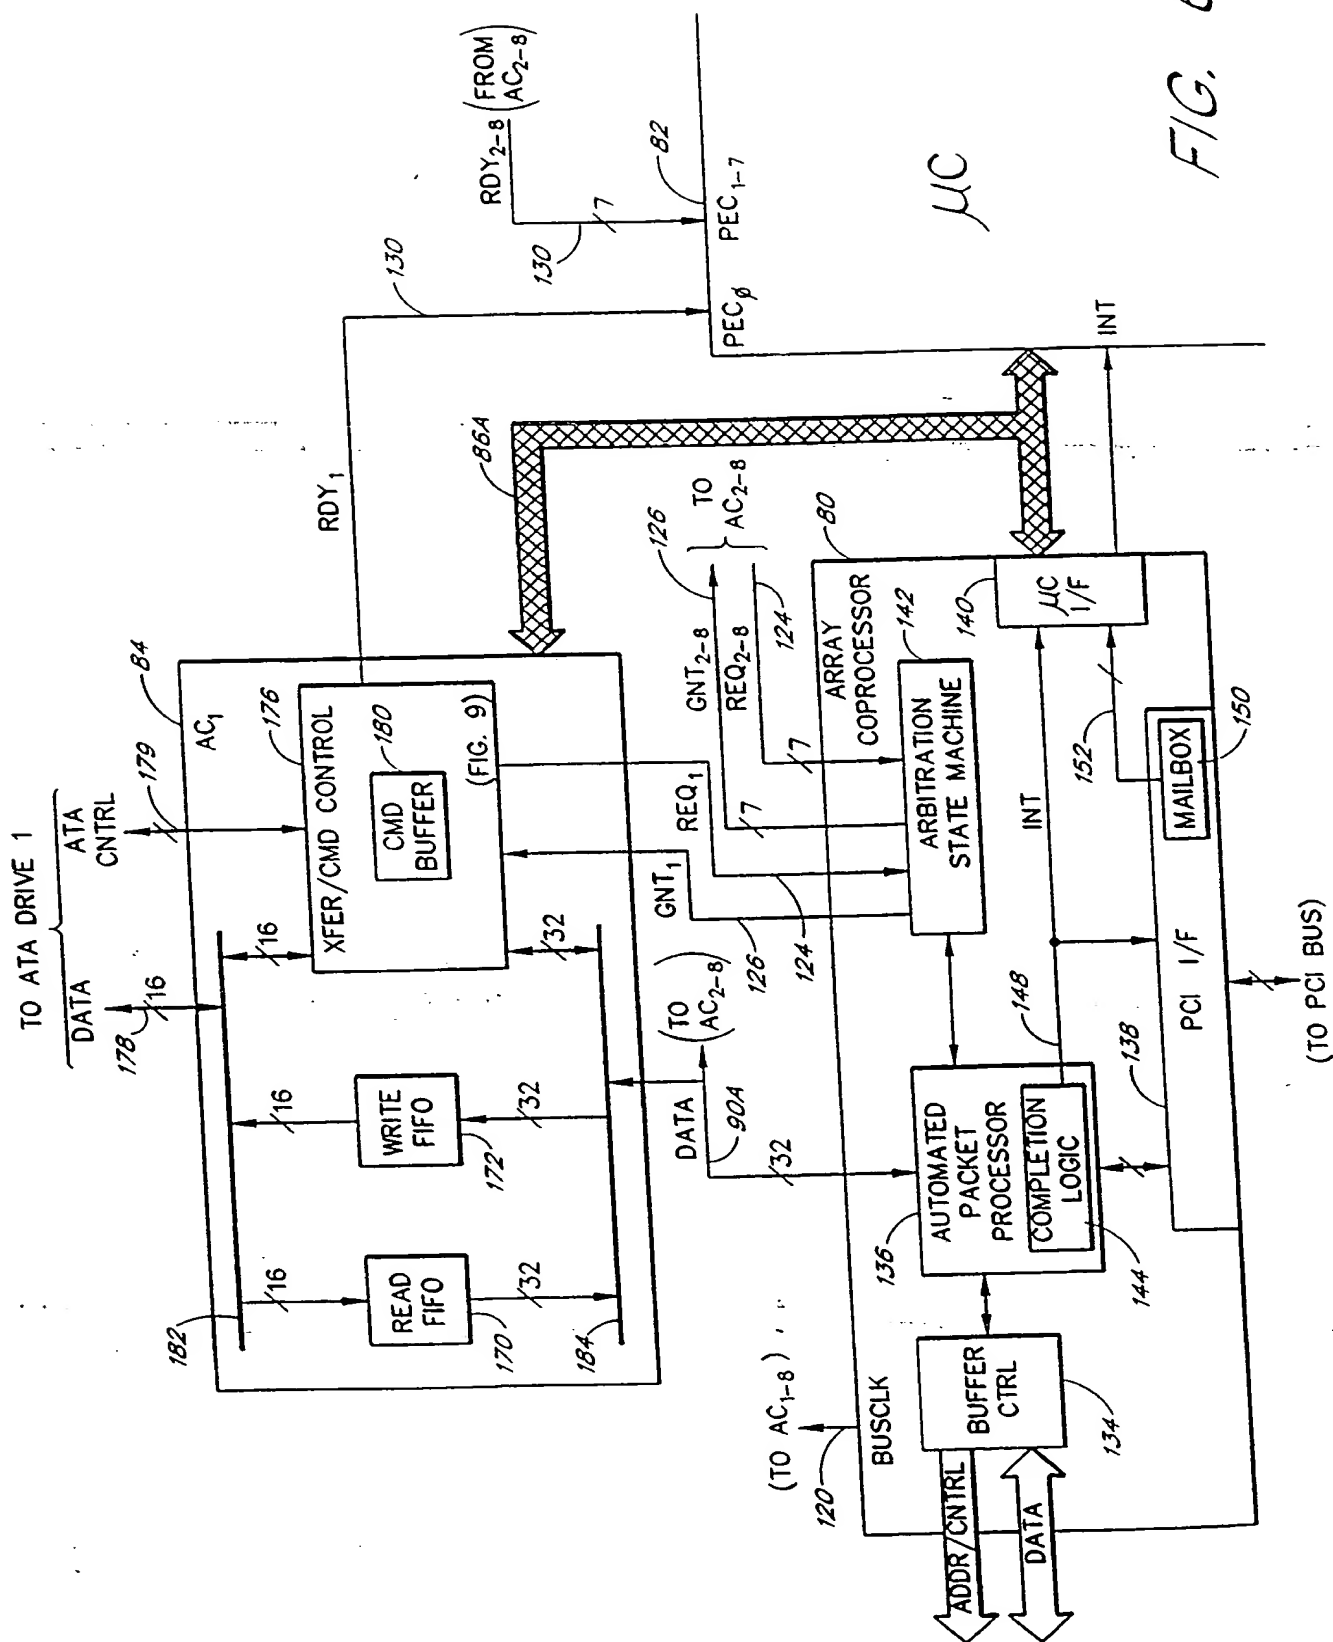 TO ATA DRIVE 1
DATA
ATA
CNTRL
178
16
179
84
AC1
182
16
16
16
READ
FIFO
170
WRITE
FIFO
172
XFER/CMD CONTROL
176
CMD
BUFFER
180
(FIG. 9)
32
32
32
184
RDY1
130
RDY2-8
(FROM
AC2-8)
130
7
82
PEC0
PEC1-7
μC
FIG.
86A
INT
(TO AC1-8)
120
BUSCLK
DATA
(TO
AC2-8)
90A
32
GNT1
126
REQ1
124
GNT2-8
REQ2-8
126
124
TO
AC2-8
7
7
80
ARRAY
COPROCESSOR
ADDR/CNTRL
DATA
BUFFER
CTRL
134
136
AUTOMATED
PACKET
PROCESSOR
COMPLETION
LOGIC
144
ARBITRATION
STATE MACHINE
142
140
μC
I/F
148
INT
152
138
PCI I/F
MAILBOX
150
(TO PCI BUS)